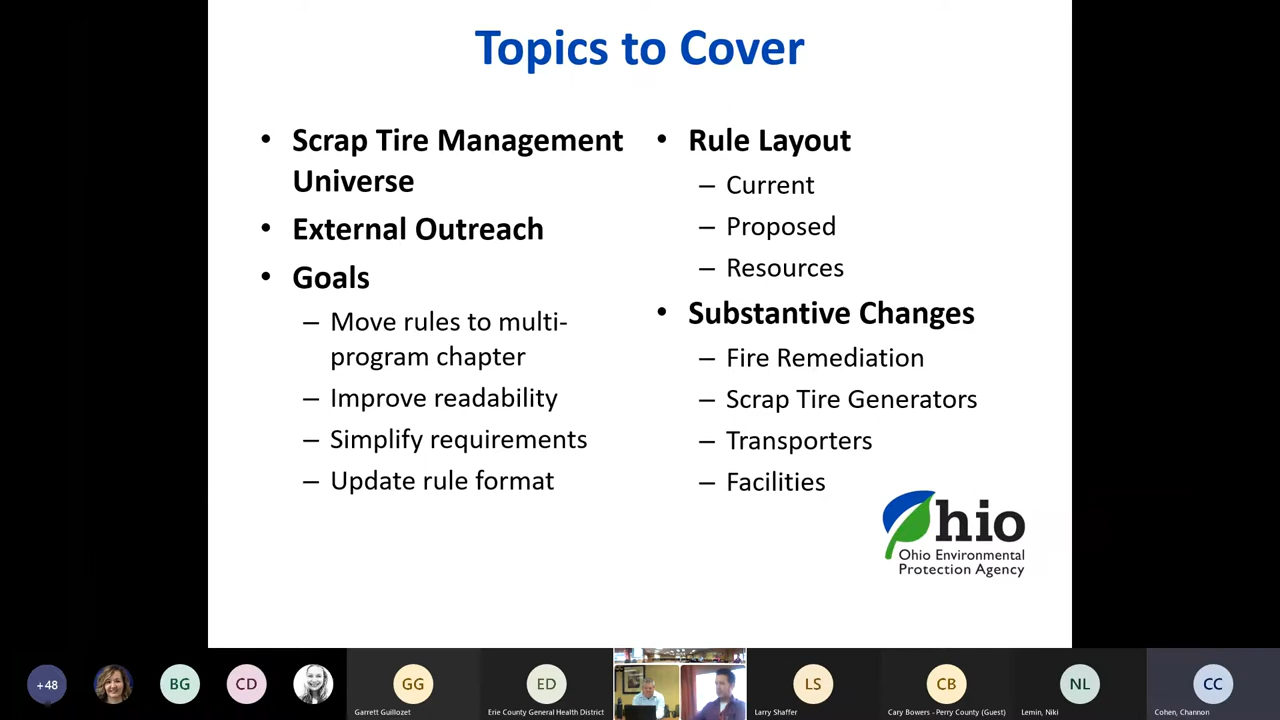 Topics to Cover
• Scrap Tire Management
Universe
• External Outreach
• Goals
– Move rules to multi-
program chapter
– Improve readability
– Simplify requirements
– Update rule format
• Rule Layout
– Current
– Proposed
– Resources
• Substantive Changes
– Fire Remediation
– Scrap Tire Generators
– Transporters
– Facilities
Ohio
Ohio Environmental
Protection Agency
+48
BG
CD
GG
Garrett Guillozet
ED
Erie County General Health District
LS
Larry Shaffer
CB
Cary Bowers - Perry County (Guest)
NL
Lemin, Niki
CC
Cohen, Channon